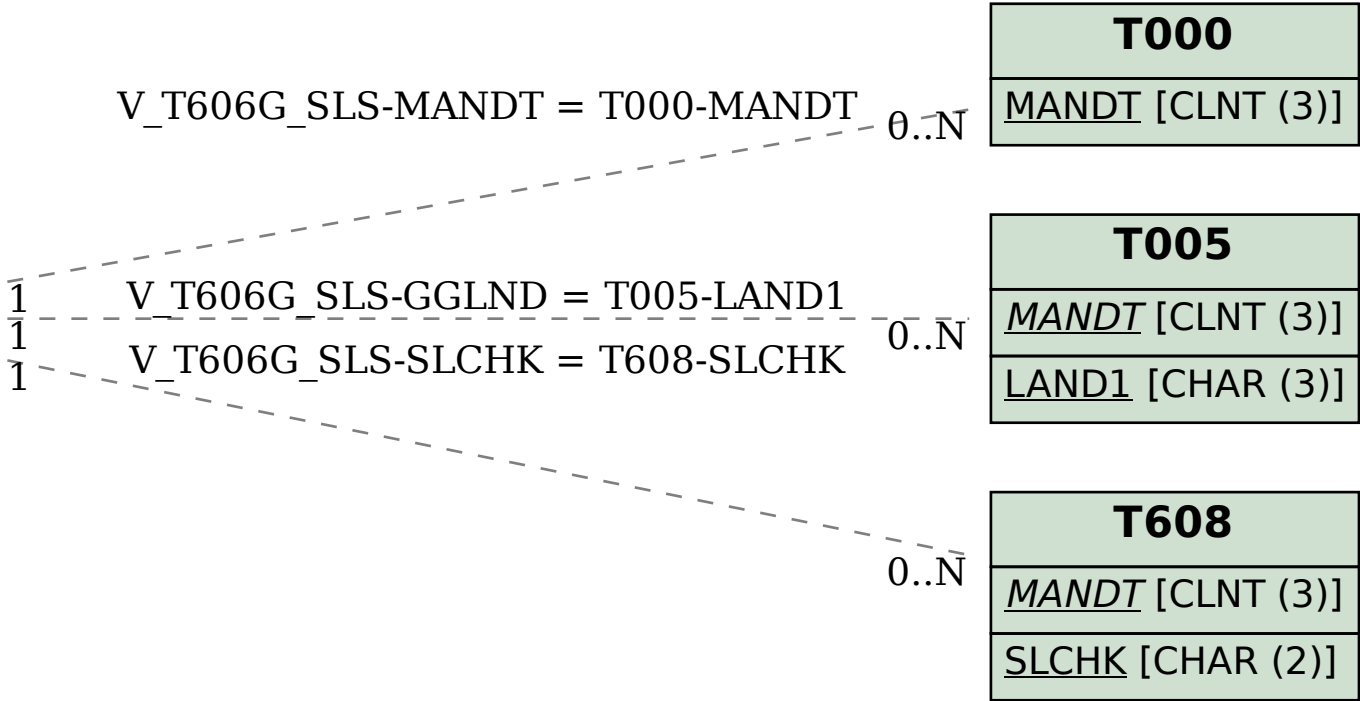 T000
MANDT [CLNT (3)]
V_T606G_SLS-MANDT = T000-MANDT
0..N
T005
MANDT [CLNT (3)]
LAND1 [CHAR (3)]
1
V_T606G_SLS-GGLND = T005-LAND1
0..N
1
V_T606G_SLS-SLCHK = T608-SLCHK
1
0..N
T608
MANDT [CLNT (3)]
SLCHK [CHAR (2)]